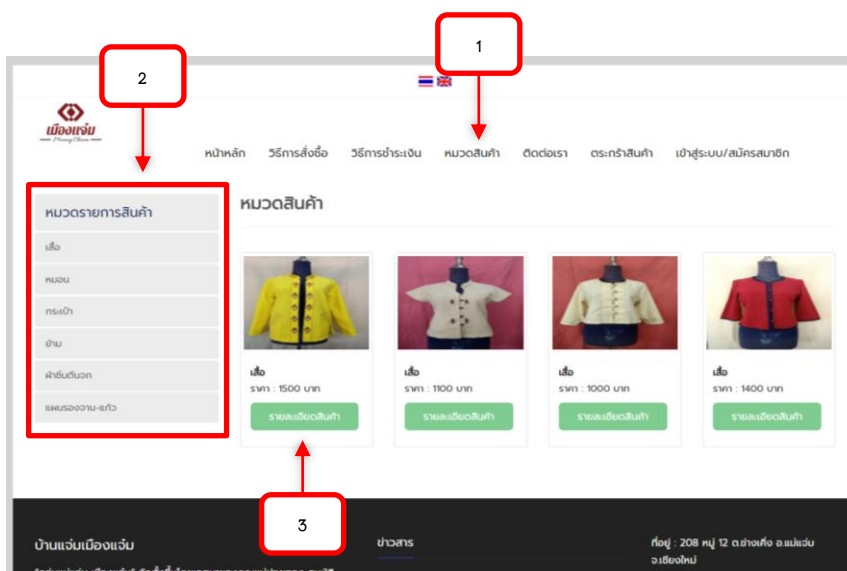 1
2
เมืองแจ๋ม
หน้าหลัก วิธีการสั่งซื้อ วิธีการชำระเงิน หมวดสินค้า ติดต่อเรา ตระกร้าสินค้า เข้าสู่ระบบ/สมัครสมาชิก
หมวดรายการสินค้า
เสื้อ
หมอน
กระเป๋า
ย่าม
ผ้าซิ่นตีนจก
แผ่นรองจาน-แก้ว
หมวดสินค้า
เสื้อ
ราคา : 1500 บาท
รายละเอียดสินค้า
เสื้อ
ราคา : 1100 บาท
รายละเอียดสินค้า
เสื้อ
ราคา : 1000 บาท
รายละเอียดสินค้า
เสื้อ
ราคา : 1400 บาท
รายละเอียดสินค้า
3
บ้านแจ๋มเมืองแจ๋ม
ข่าวสาร
ที่อยู่ : 208 หมู่ 12 ต.ช่างเคิ่ง อ.แม่แจ่ม
จ.เชียงใหม่